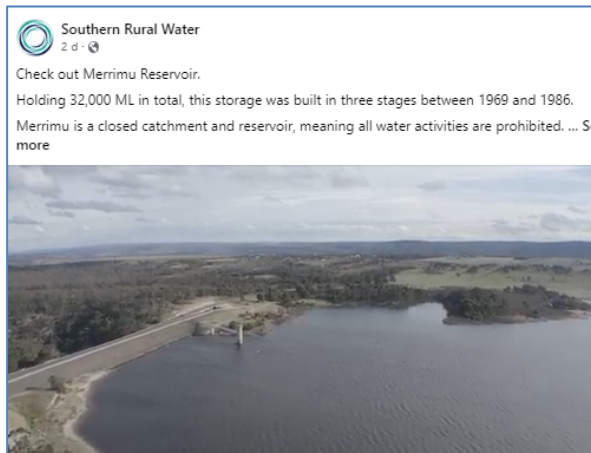 Southern Rural Water
2 d ·
Check out Merrimu Reservoir.
Holding 32,000 ML in total, this storage was built in three stages between 1969 and 1986.
Merrimu is a closed catchment and reservoir, meaning all water activities are prohibited. ...
more